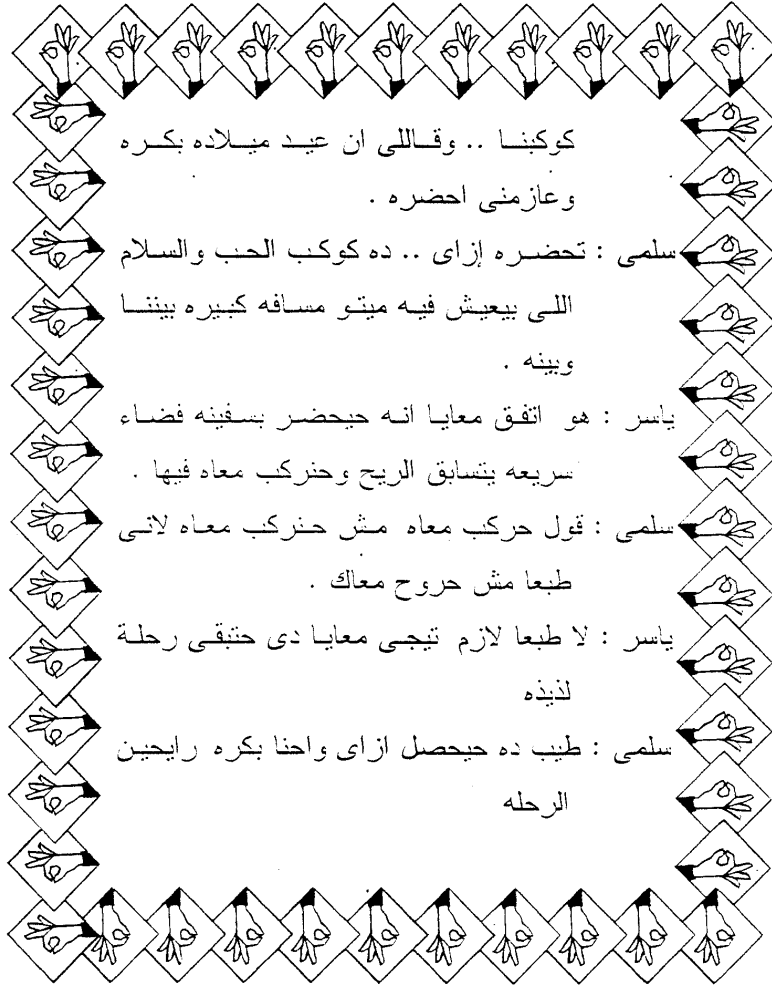 كوكبنا .. وقاللى ان عيد ميلاده بكره
وعازمنى احضره .
سلمى : تحضره إزاى .. ده كوكب الحب والسلام
اللى بيعيش فيه ميتو مسافه كبيره بيننا
وبينه .
ياسر : هو اتفق معايا انه حيحضر بسفينه فضاء
سريعه يتسابق الريح وحنركب معاه فيها .
سلمى : قول حركب معاه مش حنركب معاه لانى
طبعا مش حروح معاك .
ياسر : لا طبعا لازم تيجى معايا دى حتبقى رحلة
لذيذه
سلمى : طيب ده حيحصل ازاى واحنا بكره رايحين
الرحله